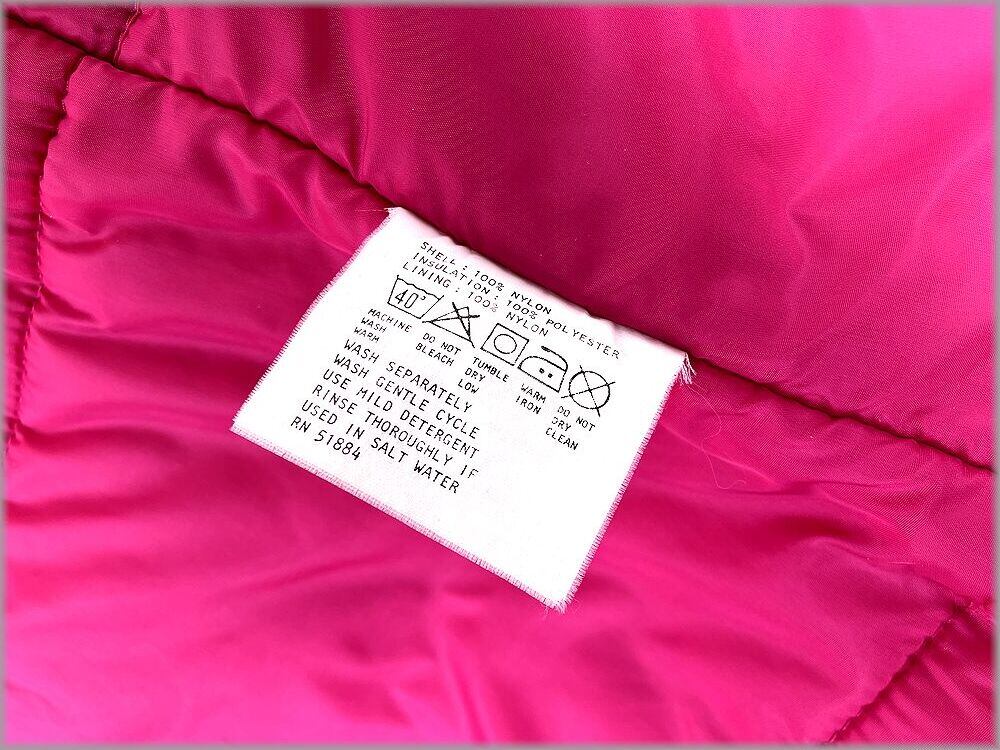 SHELL : 100% NYLON
INSULATION : 100% POLYESTER
LINING : 100% NYLON
40°
MACHINE WASH WARM
DO NOT BLEACH
TUMBLE DRY LOW
WARM IRON
DO NOT DRY CLEAN
WASH SEPARATELY
WASH GENTLE CYCLE
USE MILD DETERGENT
RINSE THOROUGHLY IF
USED IN SALT WATER
RN 51884